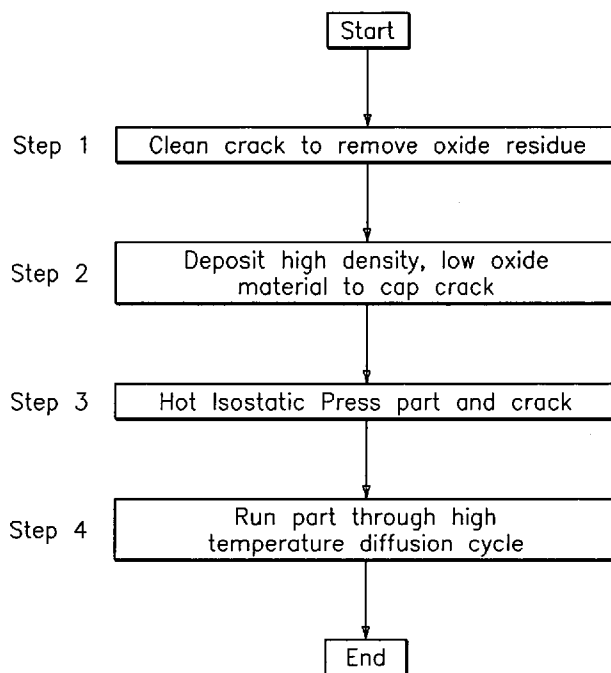 Start
Step 1
Clean crack to remove oxide residue
Step 2
Deposit high density, low oxide
material to cap crack
Step 3
Hot Isostatic Press part and crack
Step 4
Run part through high
temperature diffusion cycle
End